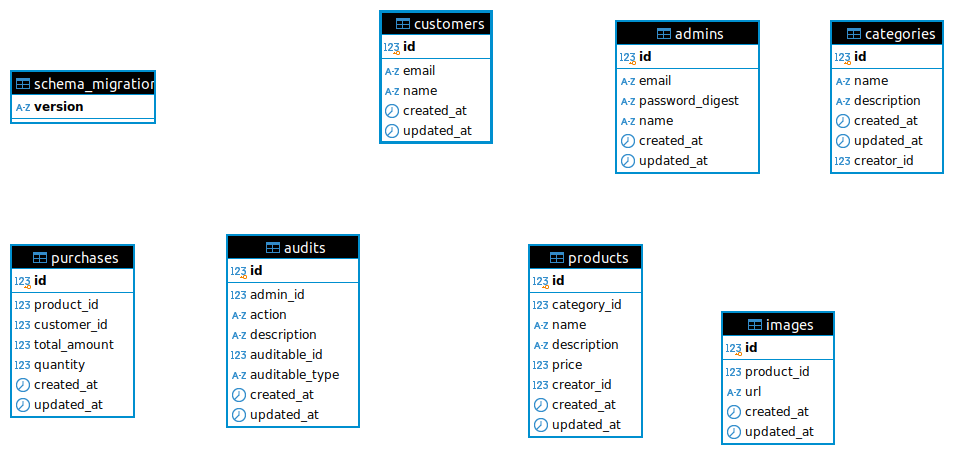 customers
123 id
A-Z email
A-Z name
created_at
updated_at
admins
123 id
A-Z email
A-Z password_digest
A-Z name
created_at
updated_at
categories
123 id
A-Z name
A-Z description
created_at
updated_at
123 creator_id
schema_migration
A-Z version
purchases
123 id
123 product_id
123 customer_id
123 total_amount
123 quantity
created_at
updated_at
audits
123 id
123 admin_id
A-Z action
A-Z description
123 auditable_id
A-Z auditable_type
created_at
updated_at
products
123 id
123 category_id
A-Z name
A-Z description
123 price
123 creator_id
created_at
updated_at
images
123 id
123 product_id
A-Z url
created_at
updated_at